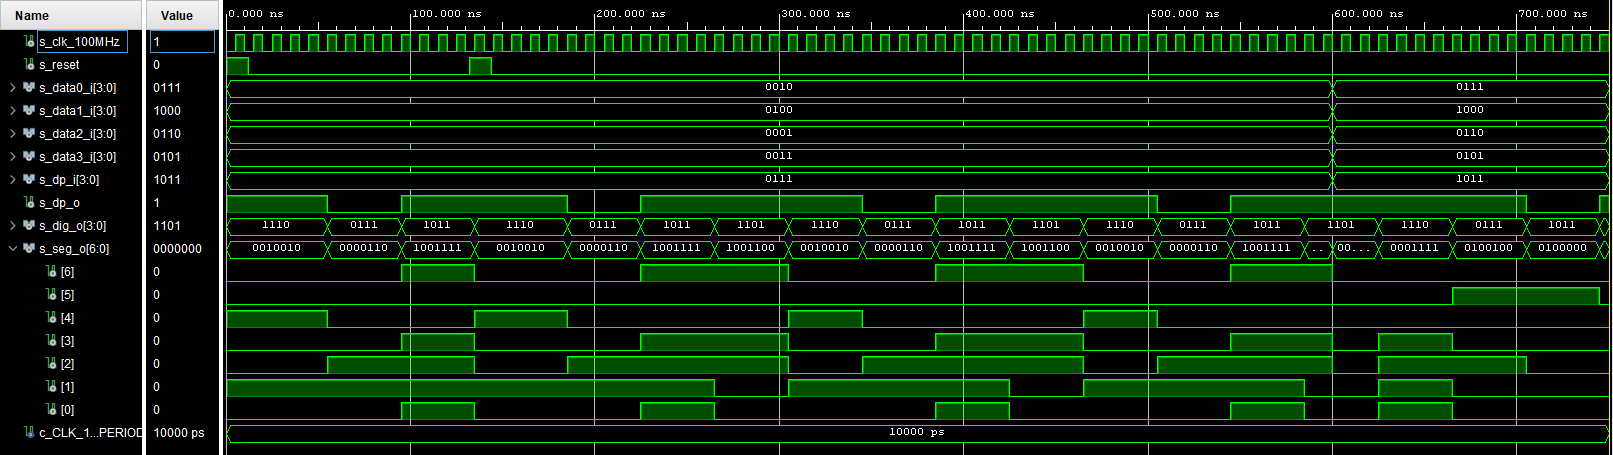 Name Value 0.000 ns 100.000 ns 200.000 ns 300.000 ns 400.000 ns 500.000 ns 600.000 ns 700.000 ns
s_clk_100MHz 1
s_reset 0
s_data0_i[3:0] 0111 0010 0111
s_data1_i[3:0] 1000 0100 1000
s_data2_i[3:0] 0110 0001 0110
s_data3_i[3:0] 0101 0011 0101
s_dp_i[3:0] 1011 0111 1011
s_dp_o 1
s_dig_o[3:0] 1101 1110 0111 1011 1110 0111 1011 1101 1110 0111 1011 1101 1110 0111 1011 1101 1110 0111 1011
s_seg_o[6:0] 0000000 0010010 0000110 1001111 0010010 0000110 1001111 1001100 0010010 0000110 1001111 1001100 0010010 0000110 1001111 .. 00... 0001111 0100100 0100000
[6] 0
[5] 0
[4] 0
[3] 0
[2] 0
[1] 0
[0] 0
c_CLK_1...PERIOD 10000 ps 10000 ps